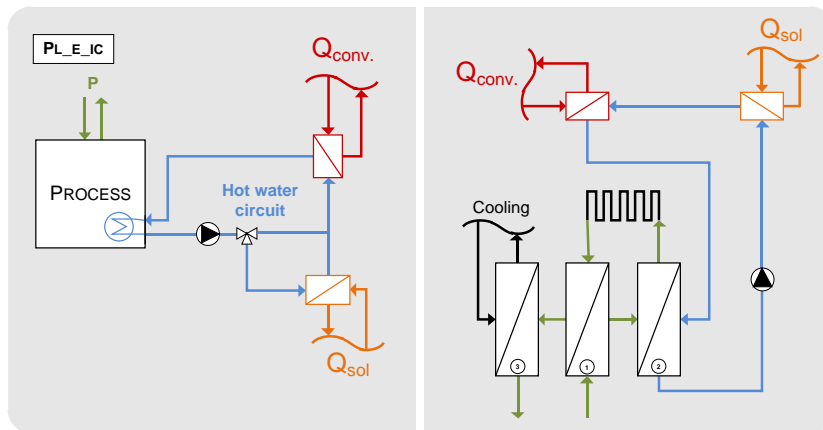 PL_E_IC
P
PROCESS
Hot water
circuit
Qconv.
Qsol
Qconv.
Qsol
Cooling
3
1
2